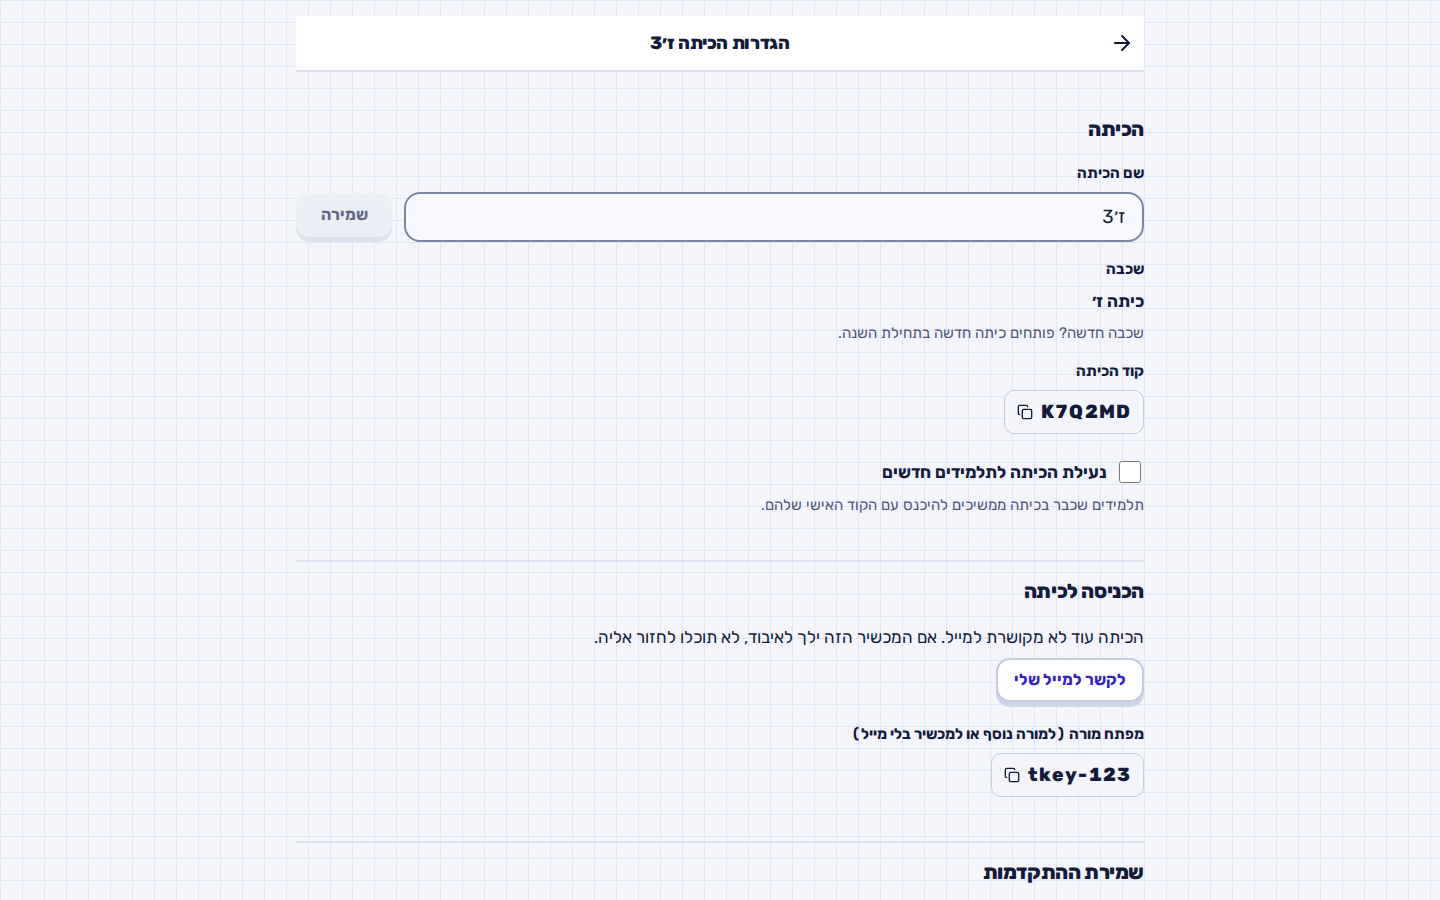 הגדרות הכיתה ז׳3
הכיתה
שם הכיתה
ז׳3
שמירה
שכבה
כיתה ז׳
שכבה חדשה? פותחים כיתה חדשה בתחילת השנה.
קוד הכיתה
K7Q2MD
נעילת הכיתה לתלמידים חדשים
תלמידים שכבר בכיתה ממשיכים להיכנס עם הקוד האישי שלהם.
הכניסה לכיתה
הכיתה עוד לא מקושרת למייל. אם המכשיר הזה ילך לאיבוד, לא תוכלו לחזור אליה.
לקשר למייל שלי
מפתח מורה (למורה נוסף או למכשיר בלי מייל)
tkey-123
שמירת ההתקדמות